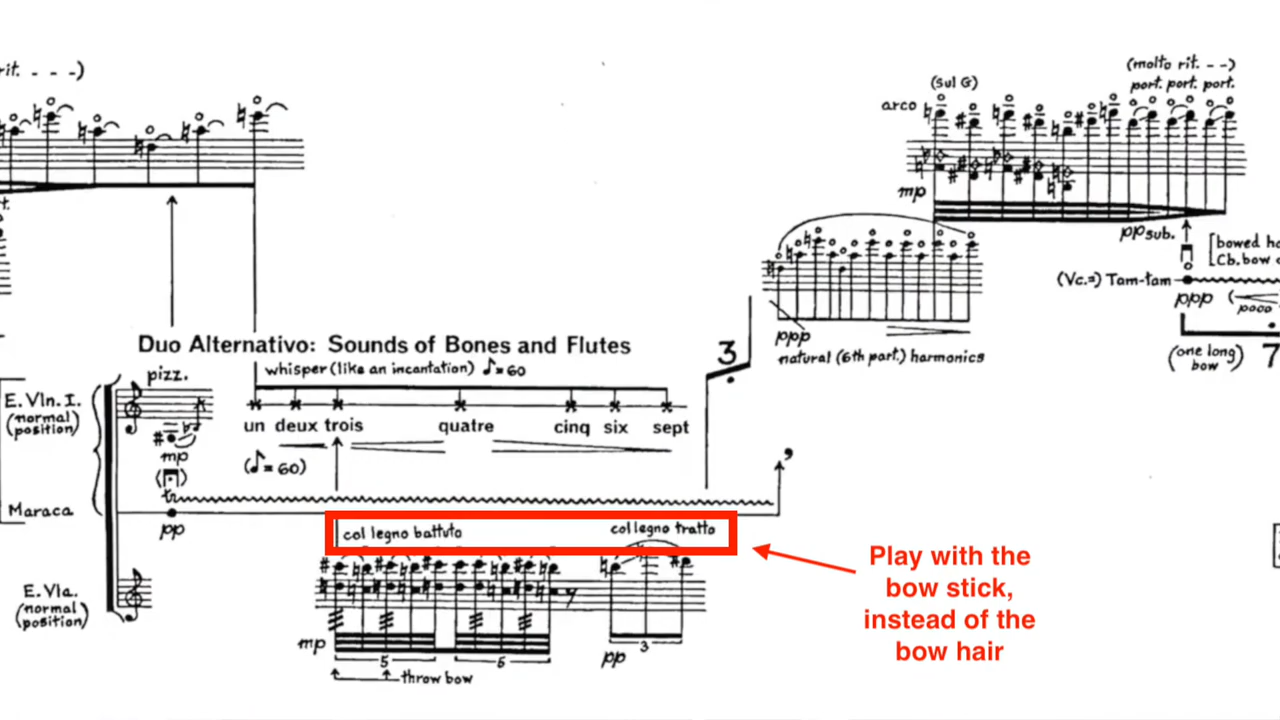 rit. - - -)
(molto rit. - -)
(sul G)
port. port. port.
arco
mp
pp sub.
[bowed
Cb. bow
(Vc.=) Tam-tam
ppp
poco
(one long)
bow
7
3
ppp
natural (6th part.) harmonics
Duo Alternativo: Sounds of Bones and Flutes
whisper (like an incantation) ♪=60
pizz.
E. Vln. I.
(normal)
position)
un deux trois quatre cinq six sept
mp
(♪=60)
tr
Maraca
pp
col legno battuto
col legno tratto
E. Vla.
(normal)
position)
mp
5
6
3
pp
throw bow
Play with the
bow stick,
instead of the
bow hair